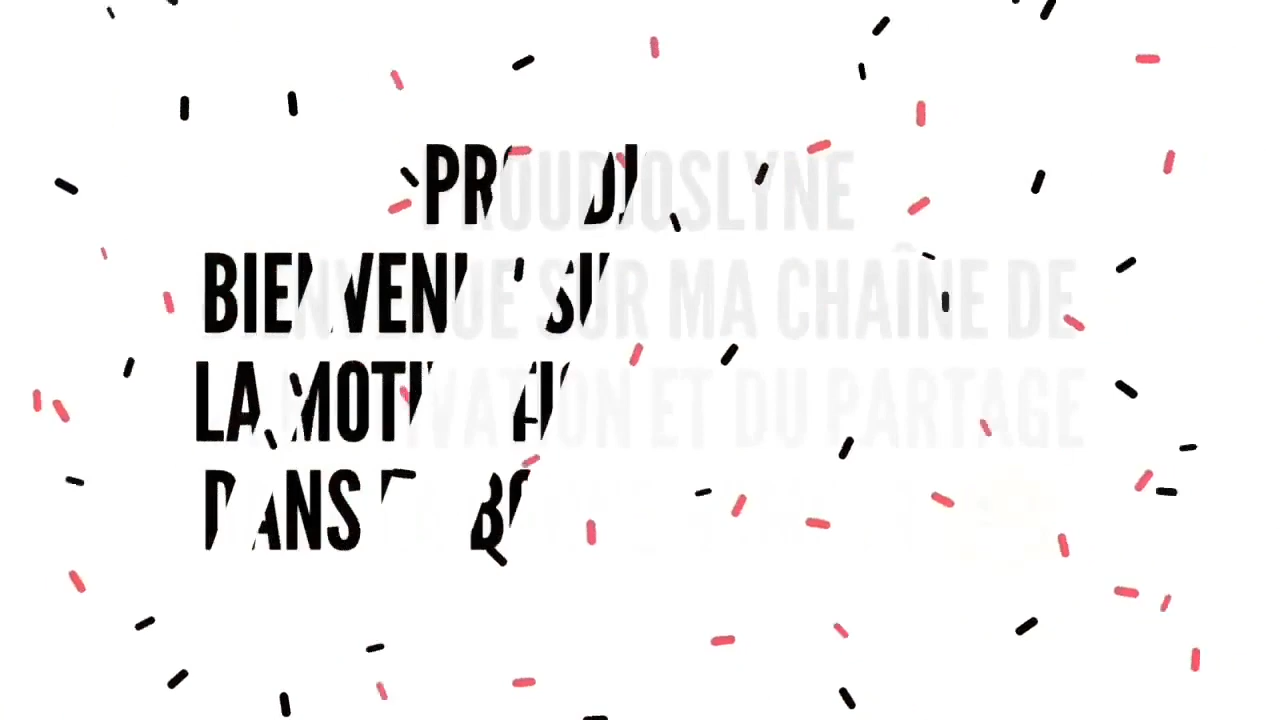 PROUDJOSLYNE
BIENVENUE SUR MA CHAÎNE DE
LA MOTIVATION ET DU PARTAGE
DANS